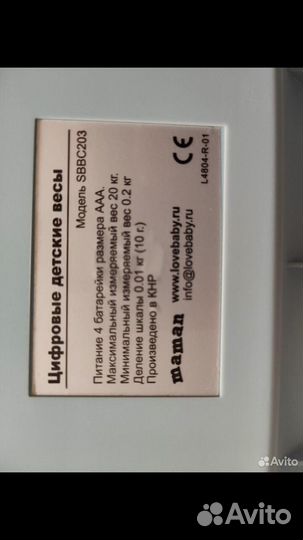 Цифровые детские весы
Модель SBBC203
Питание 4 батарейки размера ААА.
Максимальный измеряемый вес 20 кг.
Минимальный измеряемый вес 0.2 кг
Деление шкалы 0.01 кг (10 г.)
Произведено в КНР
maman www.lovebaby.ru
info@lovebaby.ru
CE
L4804-R-01
Avito
Avito